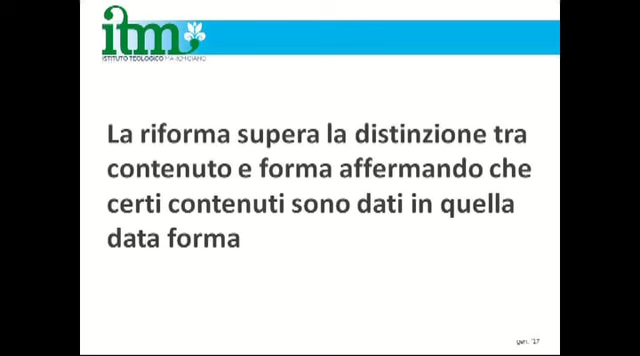 itm
ISTITUTO TEOLOGICO
La riforma supera la distinzione tra
contenuto e forma affermando che
certi contenuti sono dati in quella
data forma
gen. '17